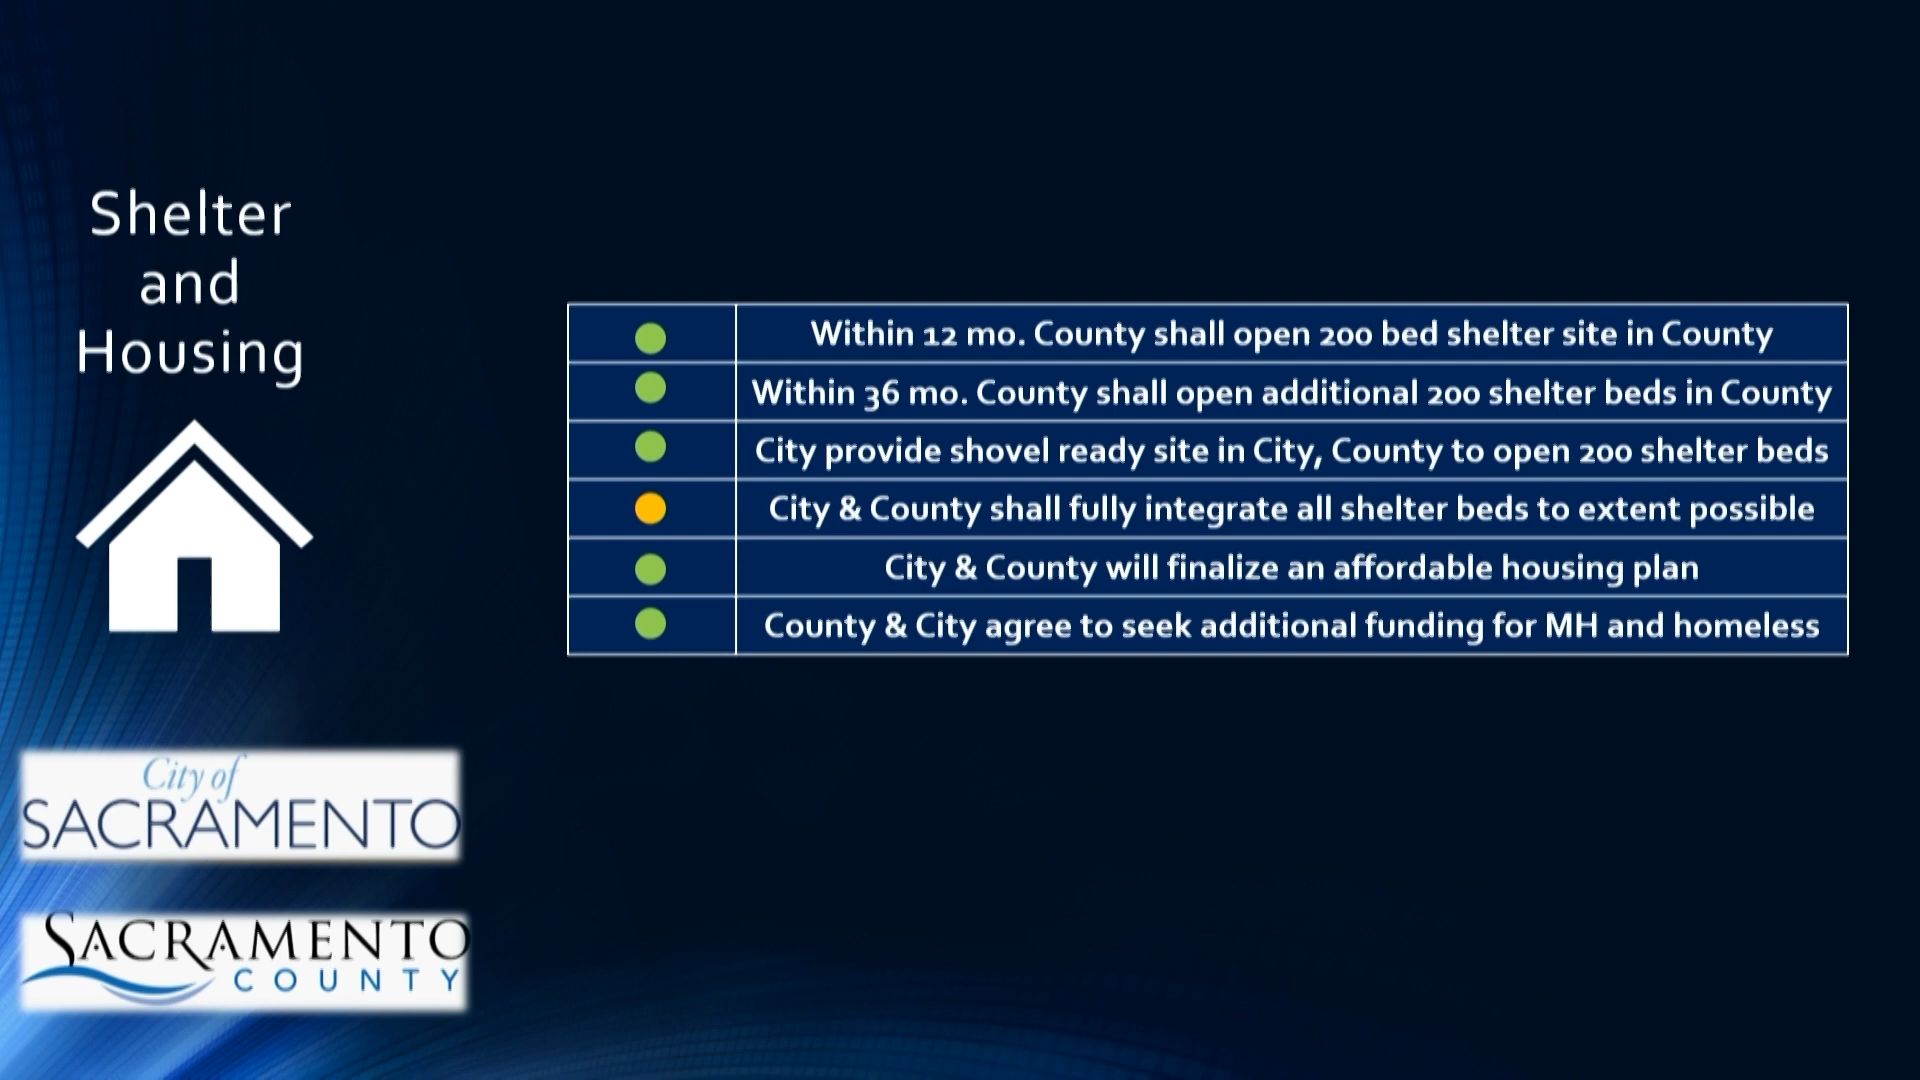 Shelter
and
Housing
Within 12 mo. County shall open 200 bed shelter site in County
Within 36 mo. County shall open additional 200 shelter beds in County
City provide shovel ready site in City, County to open 200 shelter beds
City & County shall fully integrate all shelter beds to extent possible
City & County will finalize an affordable housing plan
County & City agree to seek additional funding for MH and homeless
City of
SACRAMENTO
SACRAMENTO
COUNTY